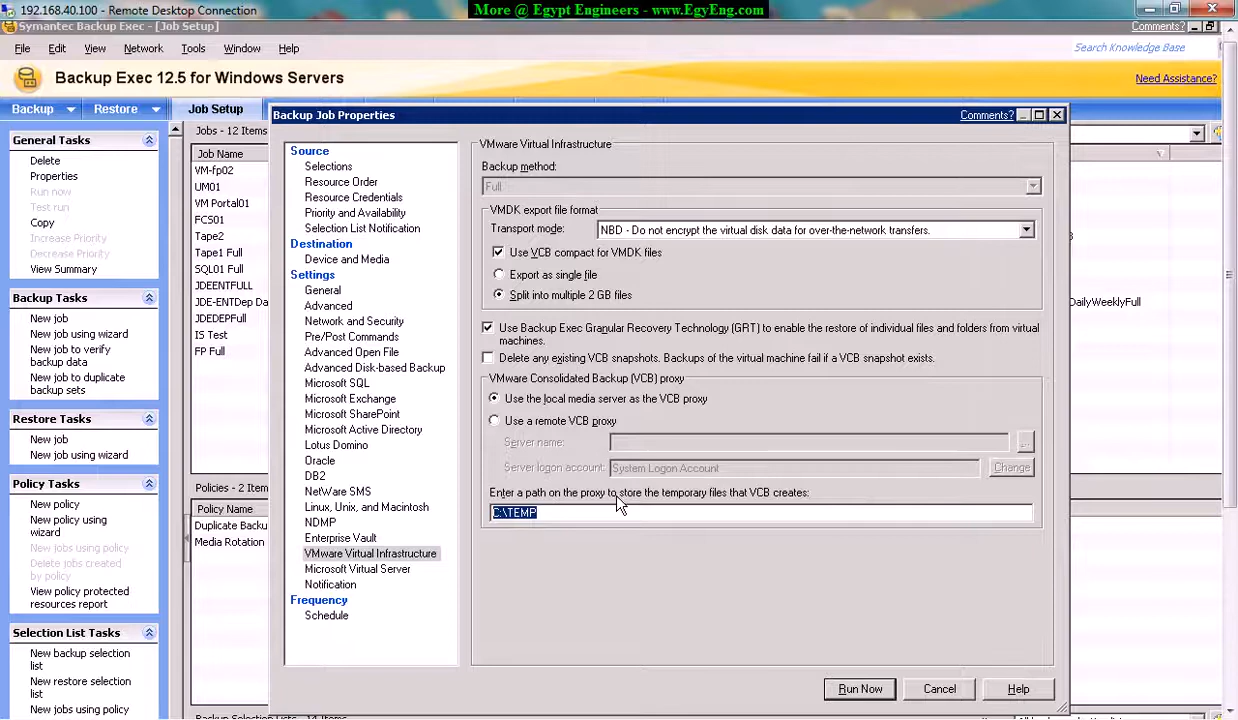 192.168.40.100 - Remote Desktop Connection
More @ Egypt Engineers - www.EgyEng.com
Symantec Backup Exec - [Job Setup]
Comments?
File Edit View Network Tools Window Help
Search Knowledge Base
Backup Exec 12.5 for Windows Servers
Need Assistance?
Backup Restore Job Setup
General Tasks
Delete
Properties
Run now
Test run
Copy
Increase Priority
Decrease Priority
View Summary
Backup Tasks
New job
New job using wizard
New job to verify
backup data
New job to duplicate
backup sets
Restore Tasks
New job
New job using wizard
Policy Tasks
New policy
New policy using
wizard
New jobs using policy
Delete jobs created
by policy
View policy protected
resources report
Selection List Tasks
New backup selection
list
New restore selection
list
New jobs using policy
Jobs - 12 Items
Job Name
VM-fp02
UM01
VM Portal01
FCS01
Tape2
Tape1 Full
SQL01 Full
JDEENTFULL
JDE-ENTDep Da
JDEDEPFull
IS Test
FP Full
Policies - 2 Item
Policy Name
Duplicate Backu
Media Rotation
Backup Selection Lists - 14 Items
DailyWeeklyFull
Backup Job Properties
Comments?
Source
Selections
Resource Order
Resource Credentials
Priority and Availability
Selection List Notification
Destination
Device and Media
Settings
General
Advanced
Network and Security
Pre/Post Commands
Advanced Open File
Advanced Disk-based Backup
Microsoft SQL
Microsoft Exchange
Microsoft SharePoint
Microsoft Active Directory
Lotus Domino
Oracle
DB2
NetWare SMS
Linux, Unix, and Macintosh
NDMP
Enterprise Vault
VMware Virtual Infrastructure
Microsoft Virtual Server
Notification
Frequency
Schedule
VMware Virtual Infrastructure
Backup method:
Full
VMDK export file format
Transport mode: NBD - Do not encrypt the virtual disk data for over-the-network transfers.
Use VCB compact for VMDK files
Export as single file
Split into multiple 2 GB files
Use Backup Exec Granular Recovery Technology (GRT) to enable the restore of individual files and folders from virtual
machines.
Delete any existing VCB snapshots. Backups of the virtual machine fail if a VCB snapshot exists.
VMware Consolidated Backup (VCB) proxy
Use the local media server as the VCB proxy
Use a remote VCB proxy
Server name:
...
Server logon account: System Logon Account
Change
Enter a path on the proxy to store the temporary files that VCB creates:
C:\TEMP
Run Now Cancel Help